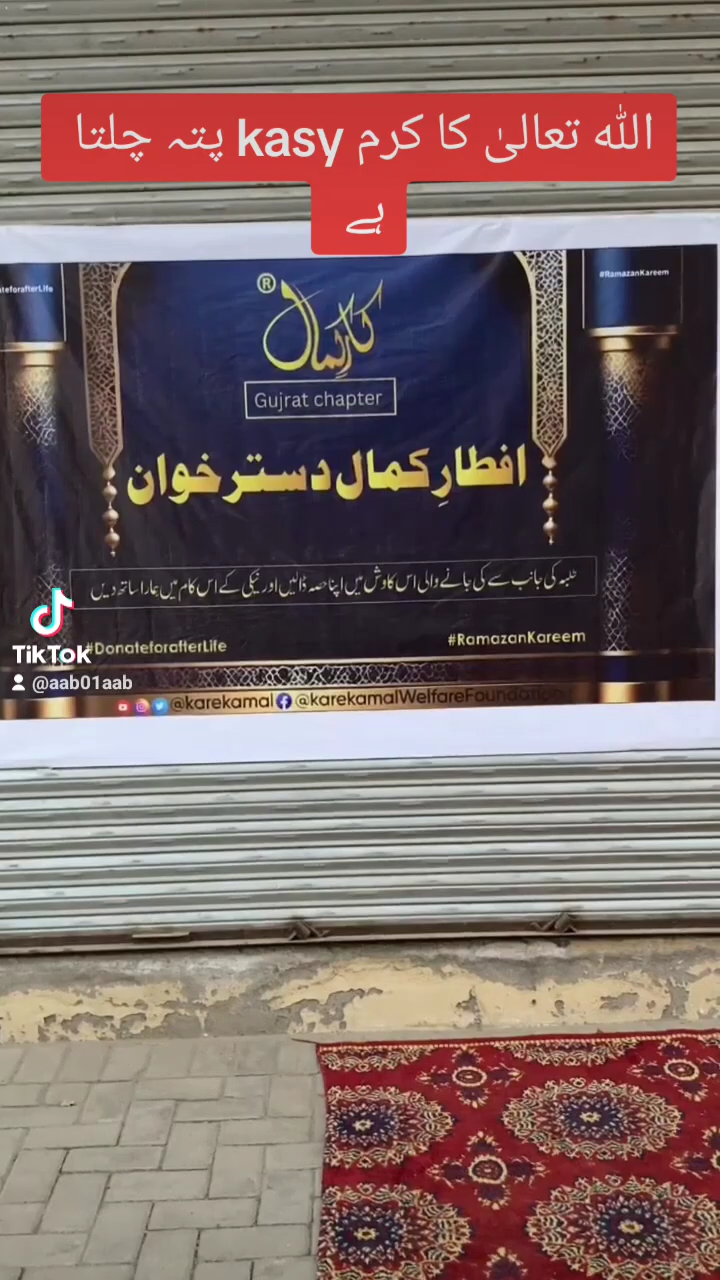 اللہ تعالیٰ کا کرم kasy پتہ چلتا
ہے
ateforafterLife
#RamazanKareem
®
کارِکمال
Gujrat chapter
افطارِکمال دسترخوان
طلبہ کی جانب سے کی جانے والی اس کاوش میں اپنا حصہ ڈالیں اور نیکی کے اس کام میں ہمارا ساتھ دیں
#DonateforafterLife
#RamazanKareem
@karekamal @karekamalWelfareFoundation
TikTok
@aab01aab